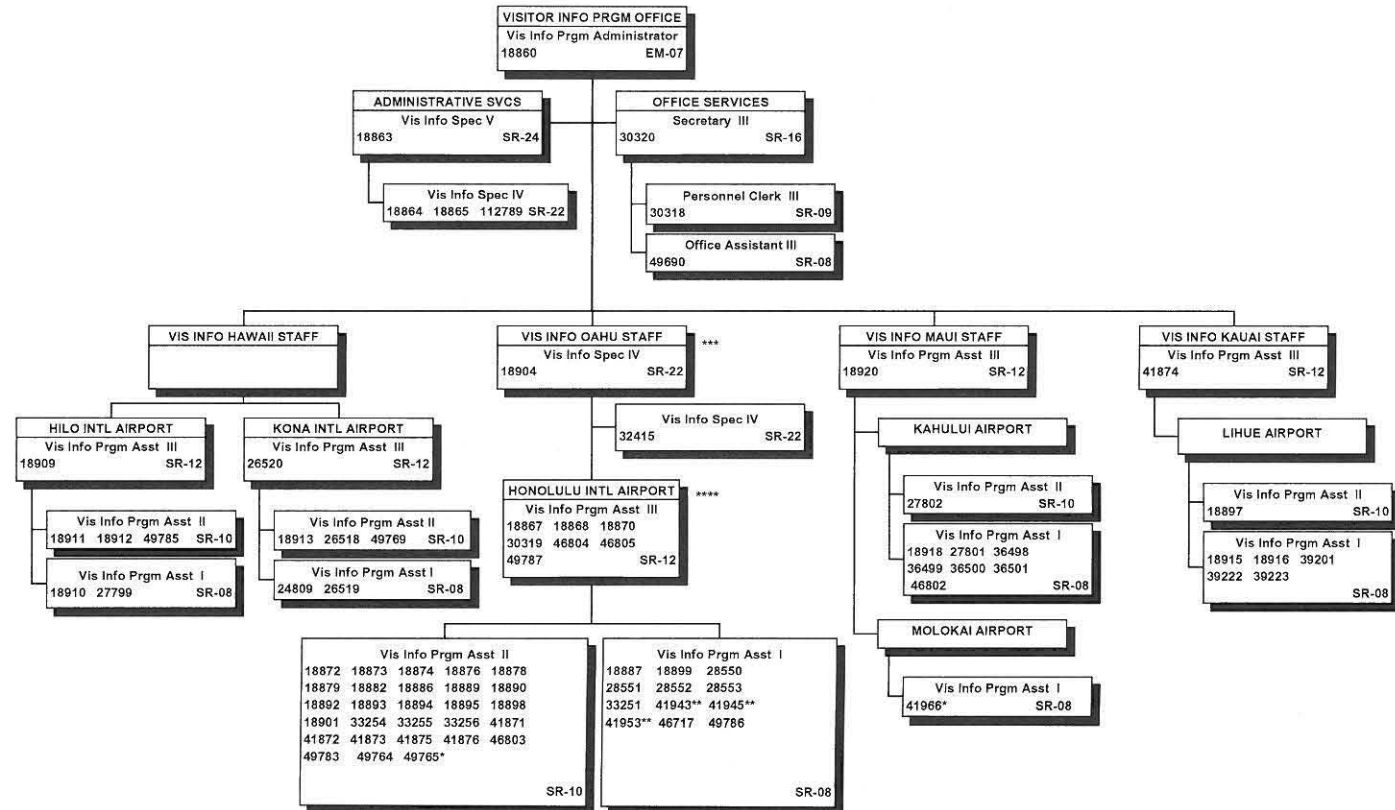 VISITOR INFO PRGM OFFICE
Vis Info Prgm Administrator
18860 EM-07
ADMINISTRATIVE SVCS
Vis Info Spec V
18863 SR-24
Vis Info Spec IV
18864 18865 112789 SR-22
OFFICE SERVICES
Secretary III
30320 SR-16
Personnel Clerk III
30318 SR-09
Office Assistant III
49690 SR-08
VIS INFO HAWAII STAFF
HILO INTL AIRPORT
Vis Info Prgm Asst III
18909 SR-12
Vis Info Prgm Asst II
18911 18912 49785 SR-10
Vis Info Prgm Asst I
18910 27799 SR-08
KONA INTL AIRPORT
Vis Info Prgm Asst III
26520 SR-12
Vis Info Prgm Asst II
18913 26518 49769 SR-10
Vis Info Prgm Asst I
24809 26519 SR-08
VIS INFO OAHU STAFF ***
Vis Info Spec IV
18904 SR-22
Vis Info Spec IV
32415 SR-22
HONOLULU INTL AIRPORT ****
Vis Info Prgm Asst III
18867 18868 18870
30319 46804 46805
49787 SR-12
Vis Info Prgm Asst II
18872 18873 18874 18876 18878
18879 18882 18886 18889 18890
18892 18893 18894 18895 18898
18901 33254 33255 33256 41871
41872 41873 41875 41876 46803
49783 49764 49765*
SR-10
Vis Info Prgm Asst I
18887 18899 28550
28551 28552 28553
33251 41943** 41945**
41953** 46717 49786
SR-08
VIS INFO MAUI STAFF
Vis Info Prgm Asst III
18920 SR-12
KAHULUI AIRPORT
Vis Info Prgm Asst II
27802 SR-10
Vis Info Prgm Asst I
18918 27801 36498
36499 36500 36501
46802 SR-08
MOLOKAI AIRPORT
Vis Info Prgm Asst I
41966* SR-08
VIS INFO KAUAI STAFF
Vis Info Prgm Asst III
41874 SR-12
LIHUE AIRPORT
Vis Info Prgm Asst II
18897 SR-10
Vis Info Prgm Asst I
18915 18916 39201
39222 39223
SR-08